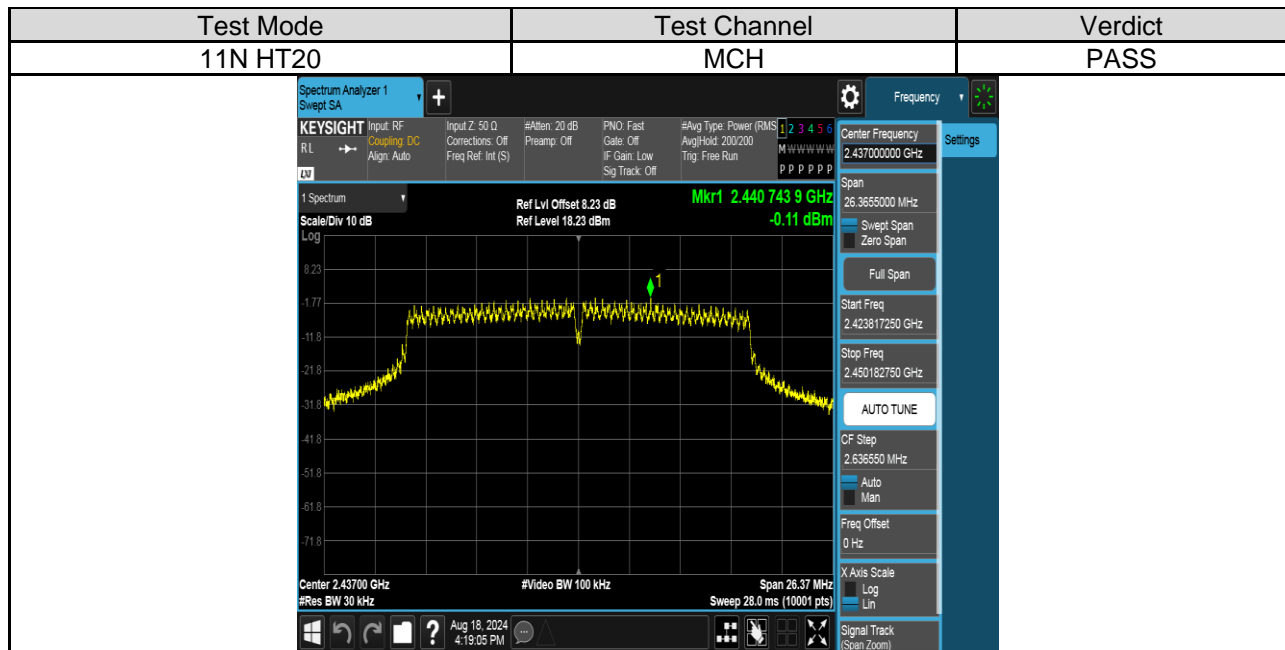 Test Mode Test Channel Verdict
11N HT20 MCH PASS
Spectrum Analyzer 1
Swept SA
+
Frequency
KEYSIGHT
RL
LXI
Input: RF
Coupling: DC
Align: Auto
Input Z: 50 Ω
Corrections: Off
Freq Ref: Int (S)
#Atten: 20 dB
Preamp: Off
PNO: Fast
Gate: Off
IF Gain: Low
Sig Track: Off
#Avg Type: Power (RMS
Avg|Hold: 200/200
Trig: Free Run
1 2 3 4 5 6
M W W W W W
P P P P P P
1 Spectrum
Scale/Div 10 dB
Ref Lvl Offset 8.23 dB
Ref Level 18.23 dBm
Mkr1 2.440 743 9 GHz
-0.11 dBm
Log
1
8.23
-1.77
-11.8
-21.8
-31.8
-41.8
-51.8
-61.8
-71.8
Center 2.43700 GHz
#Res BW 30 kHz
#Video BW 100 kHz
Span 26.37 MHz
Sweep 28.0 ms (10001 pts)
Center Frequency
2.437000000 GHz
Span
26.3655000 MHz
Swept Span
Zero Span
Full Span
Start Freq
2.423817250 GHz
Stop Freq
2.450182750 GHz
AUTO TUNE
CF Step
2.636550 MHz
Auto
Man
Freq Offset
0 Hz
X Axis Scale
Log
Lin
Signal Track
(Span Zoom)
Settings
?
Aug 18, 2024
4:19:05 PM